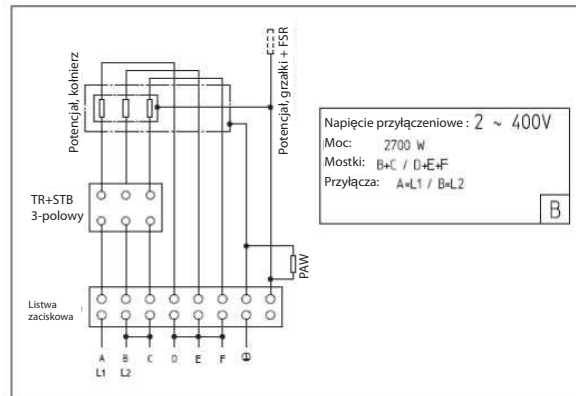 Potencjał, kołnierz
Potencjał, grzałki + FSR
TR+STB
3-polowy
PAW
Listwa
zaciskowa
A B C D E F
L1 L2
Napięcie przyłączeniowe : 2 ~ 400V
Moc: 2700 W
Mostki: B+C / D+E+F
Przyłącza: A=L1 / B=L2
B